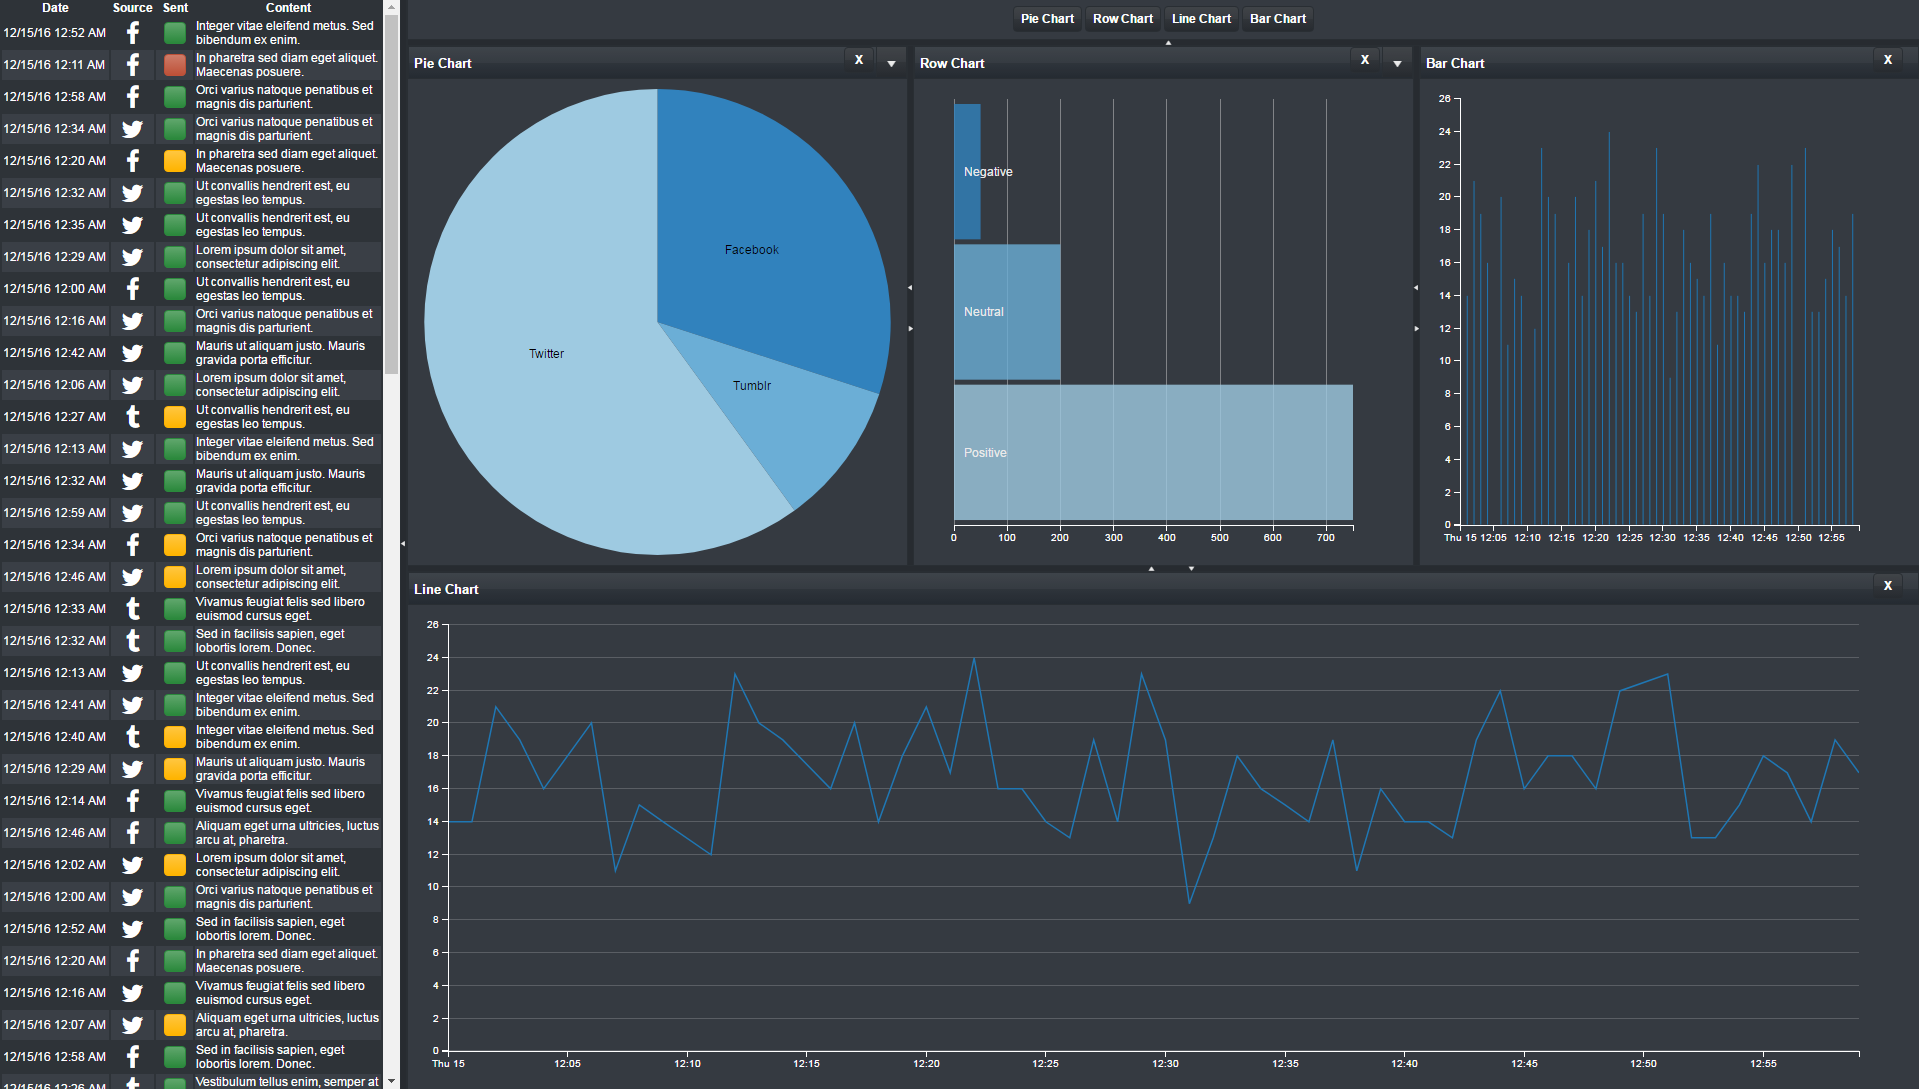 Date Source Sent Content
12/15/16 12:52 AM Integer vitae eleifend metus. Sed
bibendum ex enim.
12/15/16 12:11 AM In pharetra sed diam eget aliquet.
Maecenas posuere.
12/15/16 12:58 AM Orci varius natoque penatibus et
magnis dis parturient.
12/15/16 12:34 AM Orci varius natoque penatibus et
magnis dis parturient.
12/15/16 12:20 AM In pharetra sed diam eget aliquet.
Maecenas posuere.
12/15/16 12:32 AM Ut convallis hendrerit est, eu
egestas leo tempus.
12/15/16 12:35 AM Ut convallis hendrerit est, eu
egestas leo tempus.
12/15/16 12:29 AM Lorem ipsum dolor sit amet,
consectetur adipiscing elit.
12/15/16 12:00 AM Ut convallis hendrerit est, eu
egestas leo tempus.
12/15/16 12:16 AM Orci varius natoque penatibus et
magnis dis parturient.
12/15/16 12:42 AM Mauris ut aliquam justo. Mauris
gravida porta efficitur.
12/15/16 12:06 AM Lorem ipsum dolor sit amet,
consectetur adipiscing elit.
12/15/16 12:27 AM Ut convallis hendrerit est, eu
egestas leo tempus.
12/15/16 12:13 AM Integer vitae eleifend metus. Sed
bibendum ex enim.
12/15/16 12:32 AM Mauris ut aliquam justo. Mauris
gravida porta efficitur.
12/15/16 12:59 AM Ut convallis hendrerit est, eu
egestas leo tempus.
12/15/16 12:34 AM Orci varius natoque penatibus et
magnis dis parturient.
12/15/16 12:46 AM Lorem ipsum dolor sit amet,
consectetur adipiscing elit.
12/15/16 12:33 AM Vivamus feugiat felis sed libero
euismod cursus eget.
12/15/16 12:32 AM Sed in facilisis sapien, eget
lobortis lorem. Donec.
12/15/16 12:13 AM Ut convallis hendrerit est, eu
egestas leo tempus.
12/15/16 12:41 AM Integer vitae eleifend metus. Sed
bibendum ex enim.
12/15/16 12:40 AM Integer vitae eleifend metus. Sed
bibendum ex enim.
12/15/16 12:29 AM Mauris ut aliquam justo. Mauris
gravida porta efficitur.
12/15/16 12:14 AM Vivamus feugiat felis sed libero
euismod cursus eget.
12/15/16 12:46 AM Aliquam eget urna ultricies, luctus
arcu at, pharetra.
12/15/16 12:02 AM Lorem ipsum dolor sit amet,
consectetur adipiscing elit.
12/15/16 12:00 AM Orci varius natoque penatibus et
magnis dis parturient.
12/15/16 12:52 AM Sed in facilisis sapien, eget
lobortis lorem. Donec.
12/15/16 12:20 AM In pharetra sed diam eget aliquet.
Maecenas posuere.
12/15/16 12:16 AM Vivamus feugiat felis sed libero
euismod cursus eget.
12/15/16 12:07 AM Aliquam eget urna ultricies, luctus
arcu at, pharetra.
12/15/16 12:58 AM Sed in facilisis sapien, eget
lobortis lorem. Donec.
12/15/16 12:26 AM Vestibulum tellus enim, semper at
Pie Chart Row Chart Line Chart Bar Chart
Pie Chart X
Facebook
Twitter
Tumblr
Row Chart X
Negative
Neutral
Positive
0 100 200 300 400 500 600 700
Bar Chart X
26
24
22
20
18
16
14
12
10
8
6
4
2
0
Thu 15 12:05 12:10 12:15 12:20 12:25 12:30 12:35 12:40 12:45 12:50 12:55
Line Chart X
26
24
22
20
18
16
14
12
10
8
6
4
2
0
Thu 15 12:05 12:10 12:15 12:20 12:25 12:30 12:35 12:40 12:45 12:50 12:55